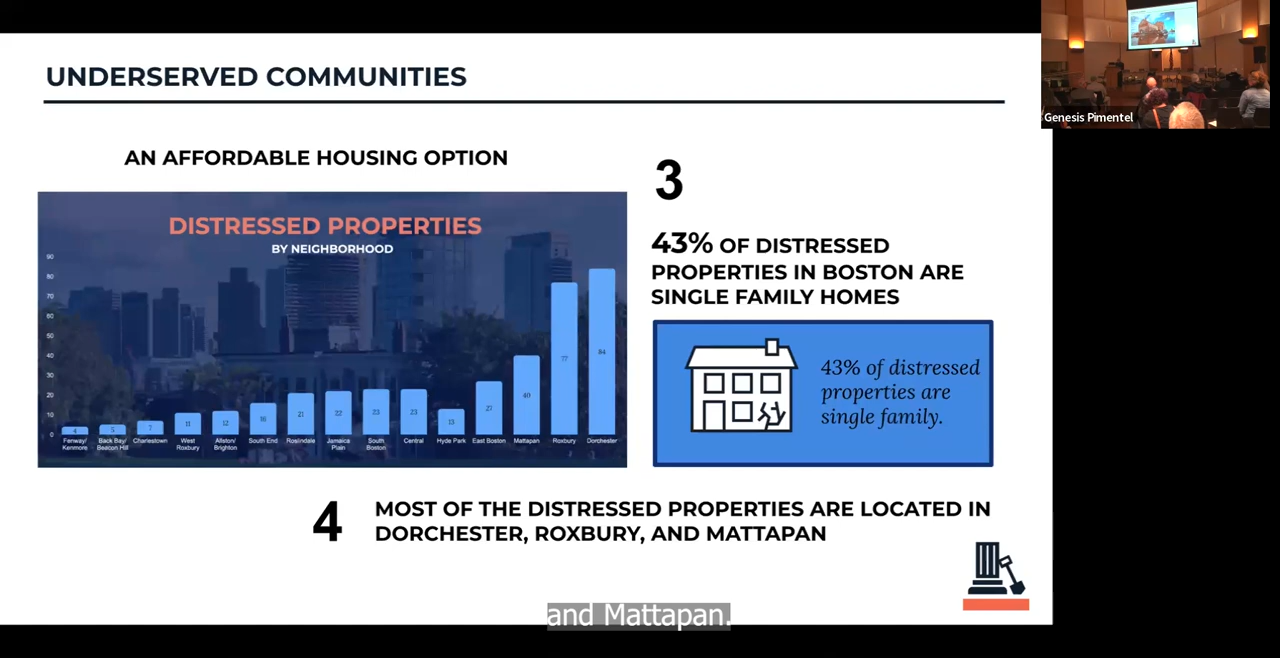 UNDERSERVED COMMUNITIES
Genesis Pimentel
AN AFFORDABLE HOUSING OPTION
DISTRESSED PROPERTIES
BY NEIGHBORHOOD
90
80
70
60
50
40
30
20
10
0
4
5
7
11
12
16
21
22
23
23
13
27
40
77
84
Fenway/
Kenmore
Back Bay/
Beacon Hill
Charlestown
West
Roxbury
Allston/
Brighton
South End
Roslindale
Jamaica
Plain
South
Boston
Central
Hyde Park
East Boston
Mattapan
Roxbury
Dorchester
3
43% OF DISTRESSED
PROPERTIES IN BOSTON ARE
SINGLE FAMILY HOMES
43% of distressed
properties are
single family.
4
MOST OF THE DISTRESSED PROPERTIES ARE LOCATED IN
DORCHESTER, ROXBURY, AND MATTAPAN
and Mattapan.